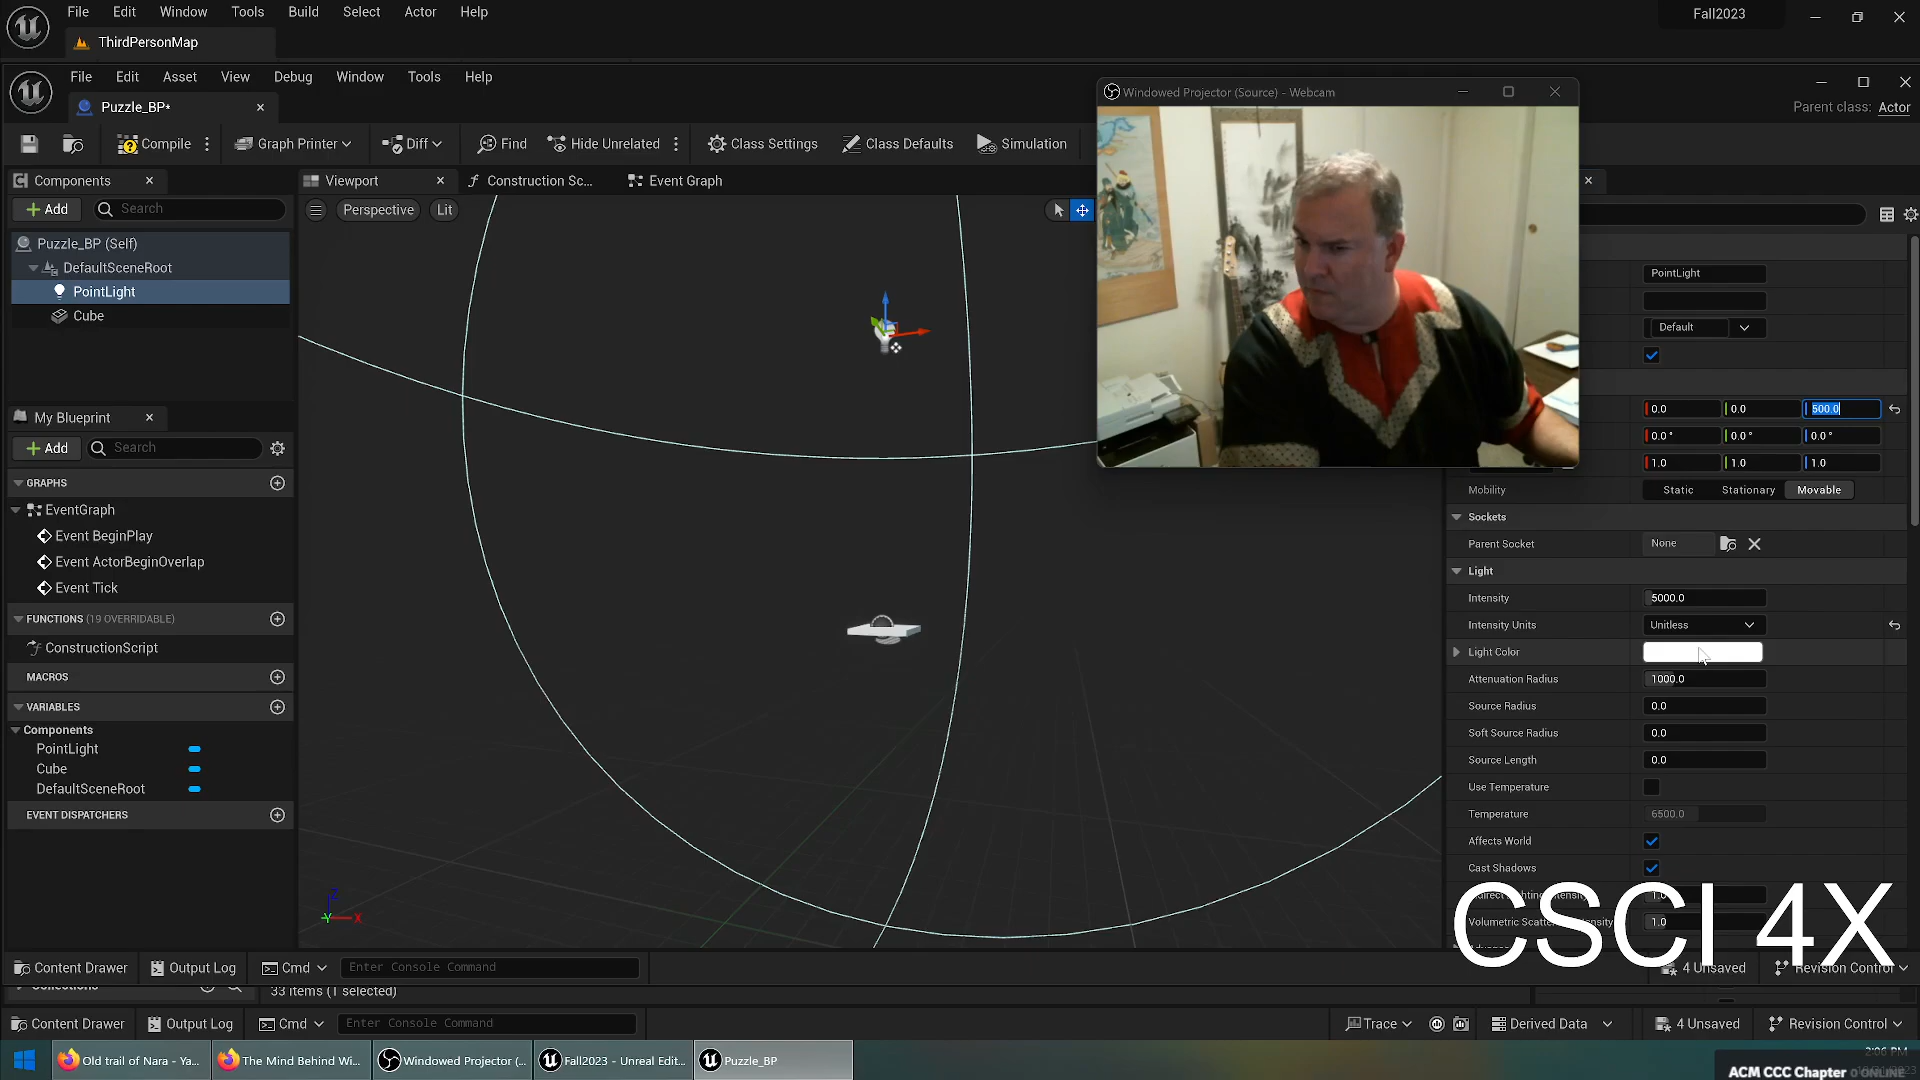 File Edit Window Tools Build Select Actor Help
Fall2023
ThirdPersonMap
File Edit Asset View Debug Window Tools Help
Puzzle_BP*
Parent class: Actor
Windowed Projector (Source) - Webcam
Compile Graph Printer Diff Find Hide Unrelated Class Settings Class Defaults Simulation
Components
Viewport Construction Sc... Event Graph
Add Search
Perspective Lit
Puzzle_BP (Self)
DefaultSceneRoot
PointLight
Cube
PointLight
Default
0.0 0.0 500.0
0.0° 0.0° 0.0°
1.0 1.0 1.0
Mobility Static Stationary Movable
Sockets
Parent Socket None
Light
Intensity 5000.0
Intensity Units Unitless
Light Color
Attenuation Radius 1000.0
Source Radius 0.0
Soft Source Radius 0.0
Source Length 0.0
Use Temperature
Temperature 6500.0
Affects World
Cast Shadows
1.0
1.0
My Blueprint
Add Search
GRAPHS
EventGraph
Event BeginPlay
Event ActorBeginOverlap
Event Tick
FUNCTIONS (19 OVERRIDABLE)
ConstructionScript
MACROS
VARIABLES
Components
PointLight
Cube
DefaultSceneRoot
EVENT DISPATCHERS
Z
Y X
CSCI 4X
Content Drawer Output Log Cmd Enter Console Command
4 Unsaved Revision Control
33 items (1 selected)
Content Drawer Output Log Cmd Enter Console Command
Trace Derived Data 4 Unsaved Revision Control
Old trail of Nara - Ya... The Mind Behind Wi... Windowed Projector (... Fall2023 - Unreal Edit... Puzzle_BP
2:06 PM
ACM CCC Chapter 0 ONLINE